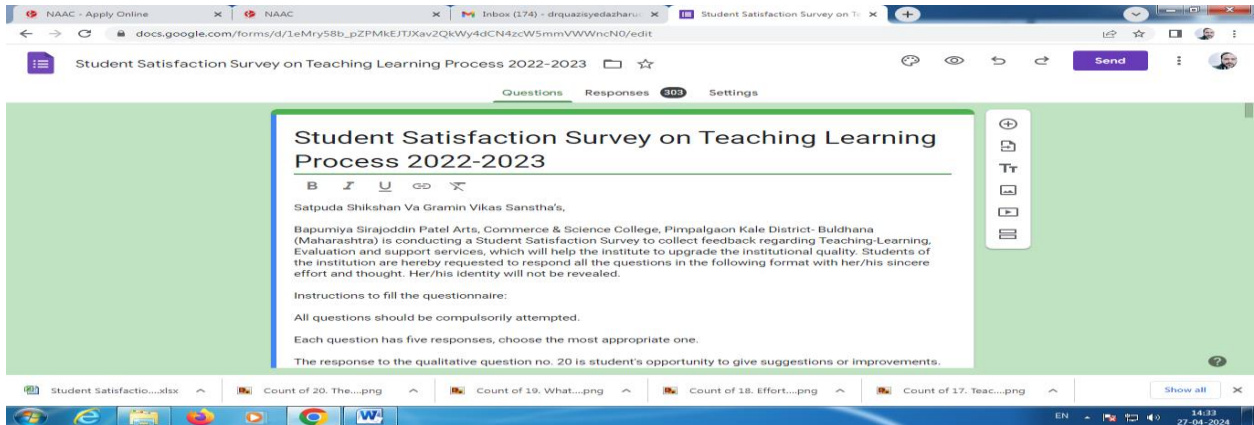 NAAC - Apply Online
NAAC
Inbox (174) - drquazisyedazharu
Student Satisfaction Survey on Te
docs.google.com/forms/d/1eMry58b_pZPMkEJTJXav2QkWy4dCN4zcW5mmVWWncN0/edit
Student Satisfaction Survey on Teaching Learning Process 2022-2023
Send
Questions Responses 303 Settings
Student Satisfaction Survey on Teaching Learning
Process 2022-2023
B I U
Satpuda Shikshan Va Gramin Vikas Sanstha's,
Bapumiya Sirajoddin Patel Arts, Commerce & Science College, Pimpalgaon Kale District- Buldhana
(Maharashtra) is conducting a Student Satisfaction Survey to collect feedback regarding Teaching-Learning,
Evaluation and support services, which will help the institute to upgrade the institutional quality. Students of
the institution are hereby requested to respond all the questions in the following format with her/his sincere
effort and thought. Her/his identity will not be revealed.
Instructions to fill the questionnaire:
All questions should be compulsorily attempted.
Each question has five responses, choose the most appropriate one.
The response to the qualitative question no. 20 is student's opportunity to give suggestions or improvements.
Tт
Student Satisfactio....xlsx
Count of 20. The....png
Count of 19. What....png
Count of 18. Effort....png
Count of 17. Teac...png
Show all
EN
14:33
27-04-2024